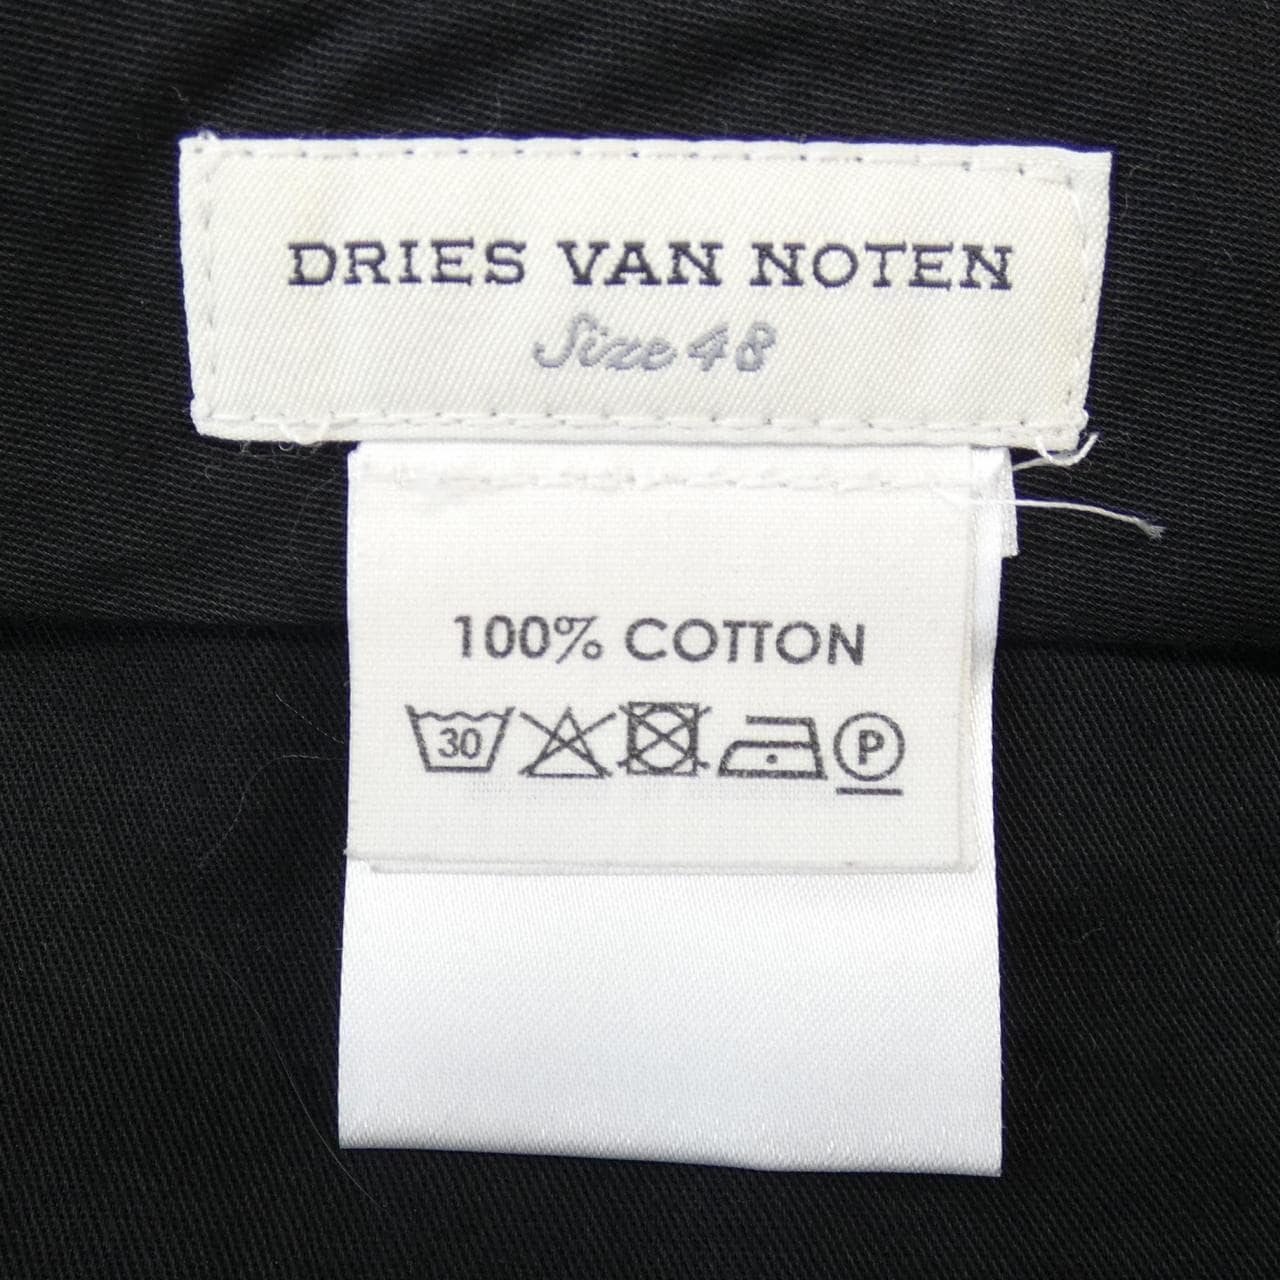 DRIES VAN NOTEN
Size 48
100% COTTON
30 P